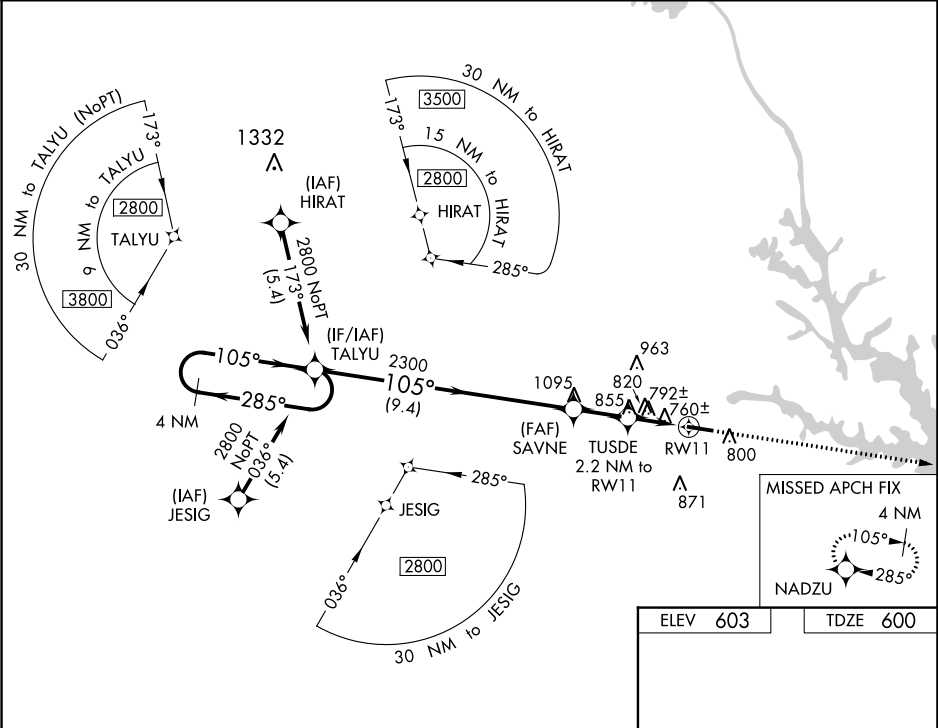 30 NM to TALYU (NoPT)
173°
9 NM to TALYU
2800
TALYU
3800
036°
1332
(IAF)
HIRAT
2800 NoPT
173°
(5.4)
30 NM to HIRAT
3500
173°
15 NM to HIRAT
2800
HIRAT
285°
(IF/IAF)
TALYU
105°
285°
4 NM
2300
105°
(9.4)
2800
NoPT
036°
(5.4)
(IAF)
JESIG
1095
(FAF)
SAVNE
963
820
855
792±
760±
TUSDE
2.2 NM to
RW11
RW11
800
871
285°
JESIG
2800
036°
30 NM to JESIG
MISSED APCH FIX
4 NM
105°
285°
NADZU
ELEV 603
TDZE 600